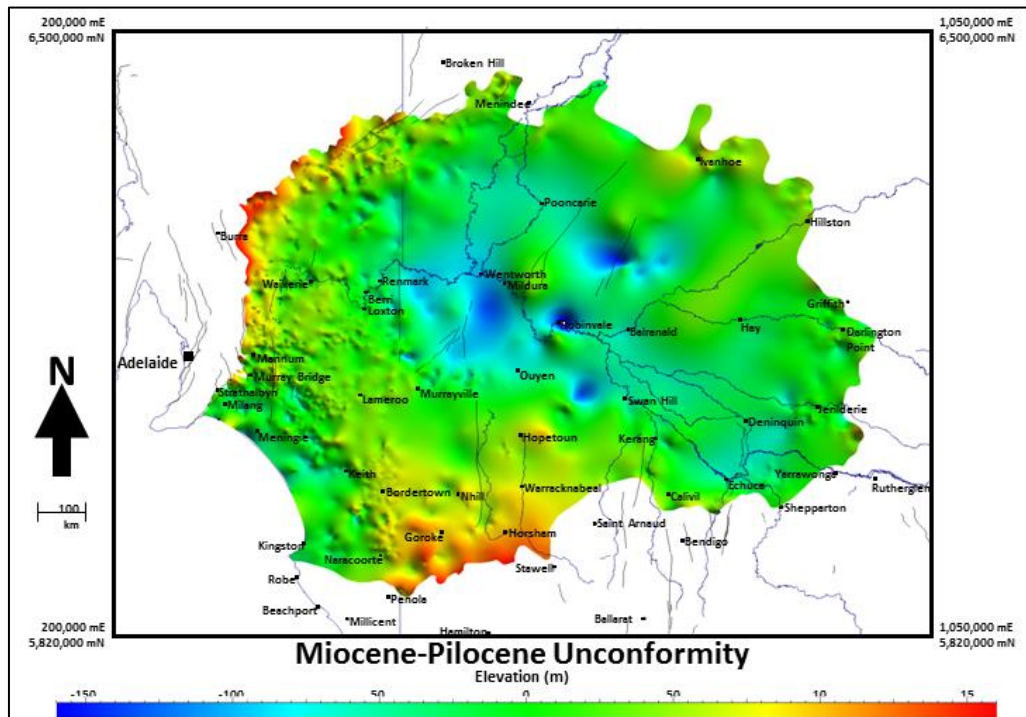 200,000 mE
6,500,000 mN
1,050,000 mE
6,500,000 mN
Broken Hill
Menindee
Ivanhoe
Pooncarie
Hillston
Burra
Wentworth
Mildura
Renmark
Waikerie
Berri
Loxton
Griffith
Robinvale
Balranald
Hay
Darlington
Point
N
Adelaide
Mannum
Murray Bridge
Ouyen
Strathalbyn
Milang
Lameroo
Murrayville
Swan Hill
Jerilderie
Deninquin
Meningie
Hopetoun
Kerang
Keith
Yarrawonga
Rutherglen
Echuca
Bordertown
Nhill
Warracknabeal
Calivil
Shepparton
100
km
Saint Arnaud
Goroke
Horsham
Bendigo
Kingston
Naracoorte
Stawell
Robe
Penola
Beachport
Millicent
Ballarat
Hamilton
200,000 mE
5,820,000 mN
1,050,000 mE
5,820,000 mN
Miocene-Pilocene Unconformity
Elevation (m)
-150 -100 -50 0 50 10 15